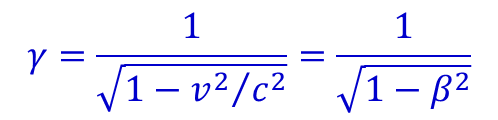 γ = 1/√(1 − v²/c²) = 1/√(1 − β²)